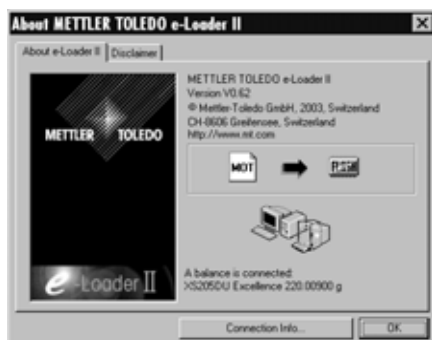 About METTLER TOLEDO e-Loader II
About e-Loader II
Disclaimer
METTLER TOLEDO
e-Loader II
METTLER TOLEDO e-Loader II
Version V0.62
© Mettler-Toledo GmbH, 2003, Switzerland
CH-8606 Greifensee, Switzerland
http://www.mt.com
MOT
A balance is connected:
XS205DU Excellence 220.00900 g
Connection Info...
OK